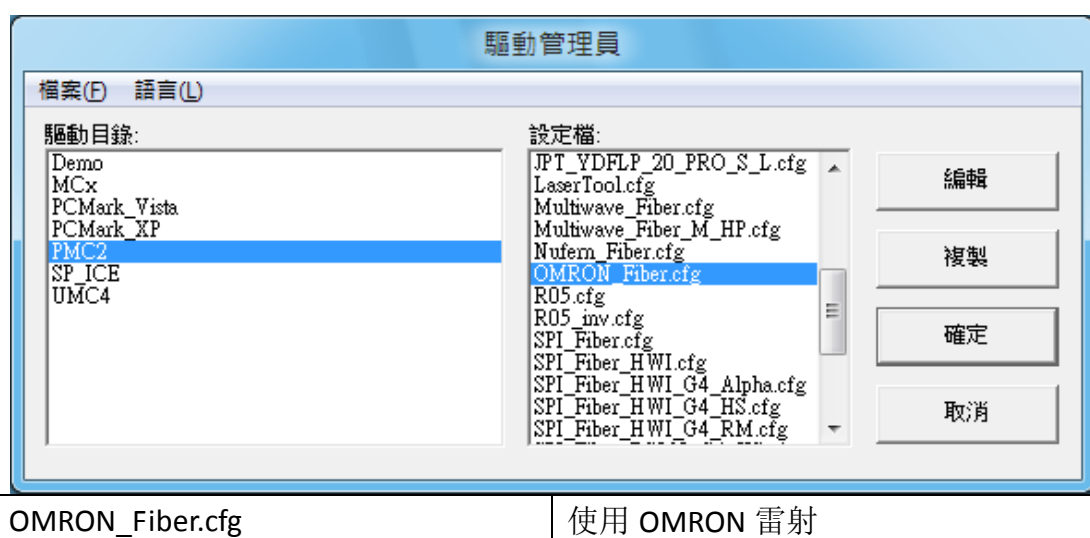 驅動管理員
檔案(F) 語言(L)
驅動目錄:
Demo
MCx
PCMark_Vista
PCMark_XP
PMC2
SP_ICE
UMC4
設定檔:
JPT_YDFLP_20_PRO_S_L.cfg
LaserTool.cfg
Multiwave_Fiber.cfg
Multiwave_Fiber_M_HP.cfg
Nufern_Fiber.cfg
OMRON_Fiber.cfg
R05.cfg
R05_inv.cfg
SPI_Fiber.cfg
SPI_Fiber_HWI.cfg
SPI_Fiber_HWI_G4_Alpha.cfg
SPI_Fiber_HWI_G4_HS.cfg
SPI_Fiber_HWI_G4_RM.cfg
編輯
複製
確定
取消
OMRON_Fiber.cfg 使用 OMRON 雷射